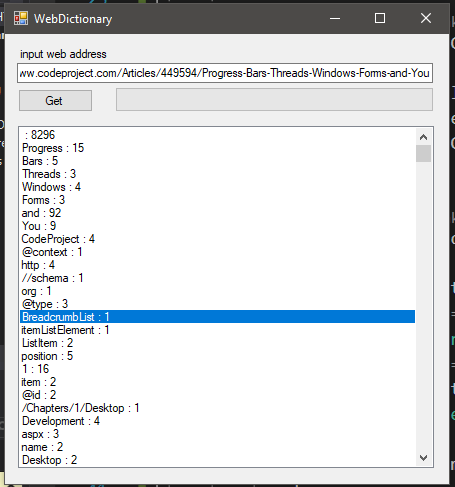 WebDictionary
input web address
ww.codeproject.com/Articles/449594/Progress-Bars-Threads-Windows-Forms-and-You
Get
: 8296
Progress : 15
Bars : 5
Threads : 3
Windows : 4
Forms : 3
and : 92
You : 9
CodeProject : 4
@context : 1
http : 4
//schema : 1
org : 1
@type : 3
BreadcrumbList : 1
itemListElement : 1
ListItem : 2
position : 5
1 : 16
item : 2
@id : 2
/Chapters/1/Desktop : 1
Development : 4
aspx : 3
name : 2
Desktop : 2